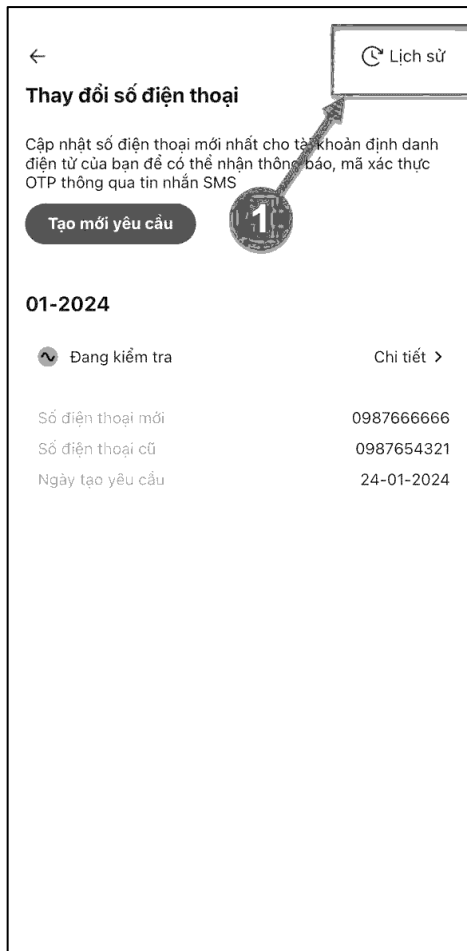 Lịch sử
Thay đổi số điện thoại
Cập nhật số điện thoại mới nhất cho tài khoản định danh
điện tử của bạn để có thể nhận thông báo, mã xác thực
OTP thông qua tin nhắn SMS
Tạo mới yêu cầu
1
01-2024
Đang kiểm tra Chi tiết
Số điện thoại mới 0987666666
Số điện thoại cũ 0987654321
Ngày tạo yêu cầu 24-01-2024